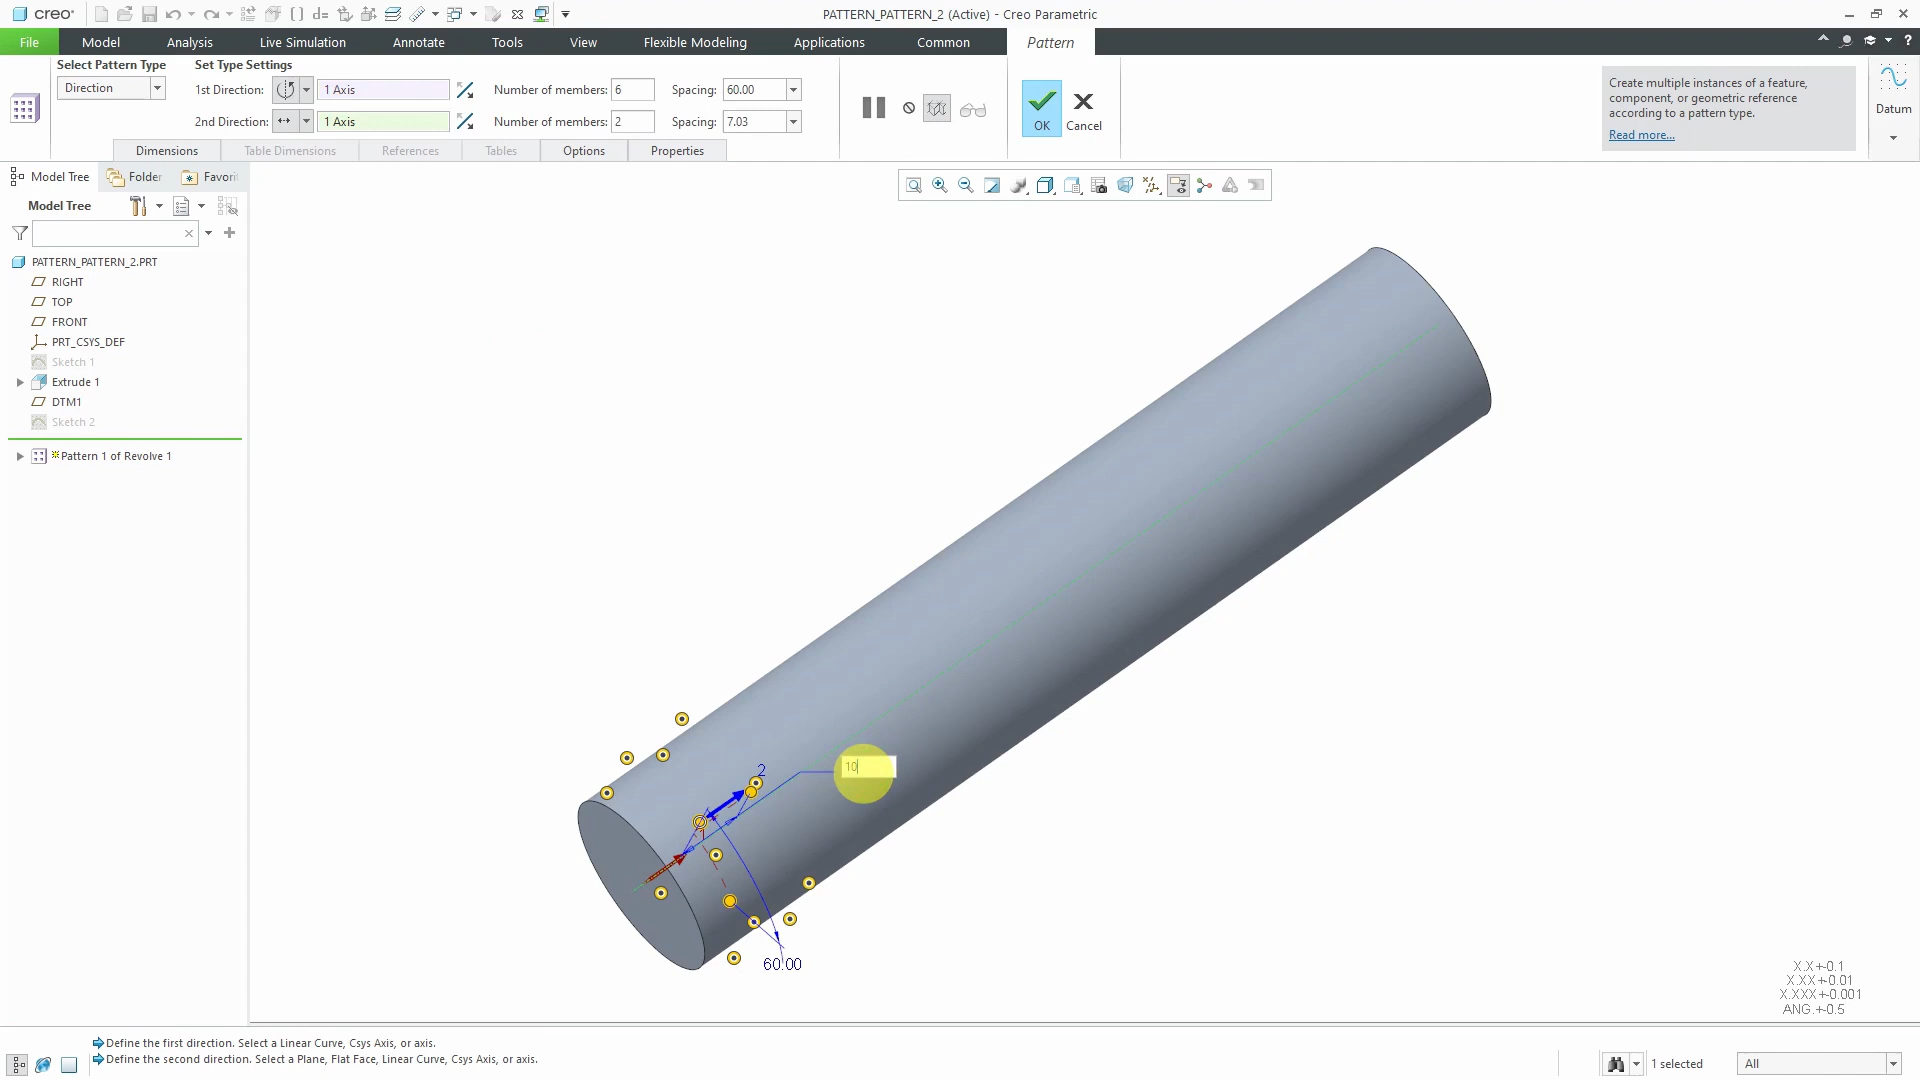 creo
PATTERN_PATTERN_2 (Active) - Creo Parametric
File
Model
Analysis
Live Simulation
Annotate
Tools
View
Flexible Modeling
Applications
Common
Pattern
Select Pattern Type
Set Type Settings
Direction
1st Direction:
1 Axis
Number of members:
6
Spacing:
60.00
2nd Direction:
1 Axis
Number of members:
2
Spacing:
7.03
OK
Cancel
Create multiple instances of a feature,
component, or geometric reference
according to a pattern type.
Read more...
Datum
Dimensions
Table Dimensions
References
Tables
Options
Properties
Model Tree
Folder
Favori
Model Tree
PATTERN_PATTERN_2.PRT
RIGHT
TOP
FRONT
PRT_CSYS_DEF
Sketch 1
Extrude 1
DTM1
Sketch 2
Pattern 1 of Revolve 1
2
10
60.00
X.X+-0.1
X.XX+-0.01
X.XXX+-0.001
ANG.+-0.5
Define the first direction. Select a Linear Curve, Csys Axis, or axis.
Define the second direction. Select a Plane, Flat Face, Linear Curve, Csys Axis, or axis.
1 selected
All